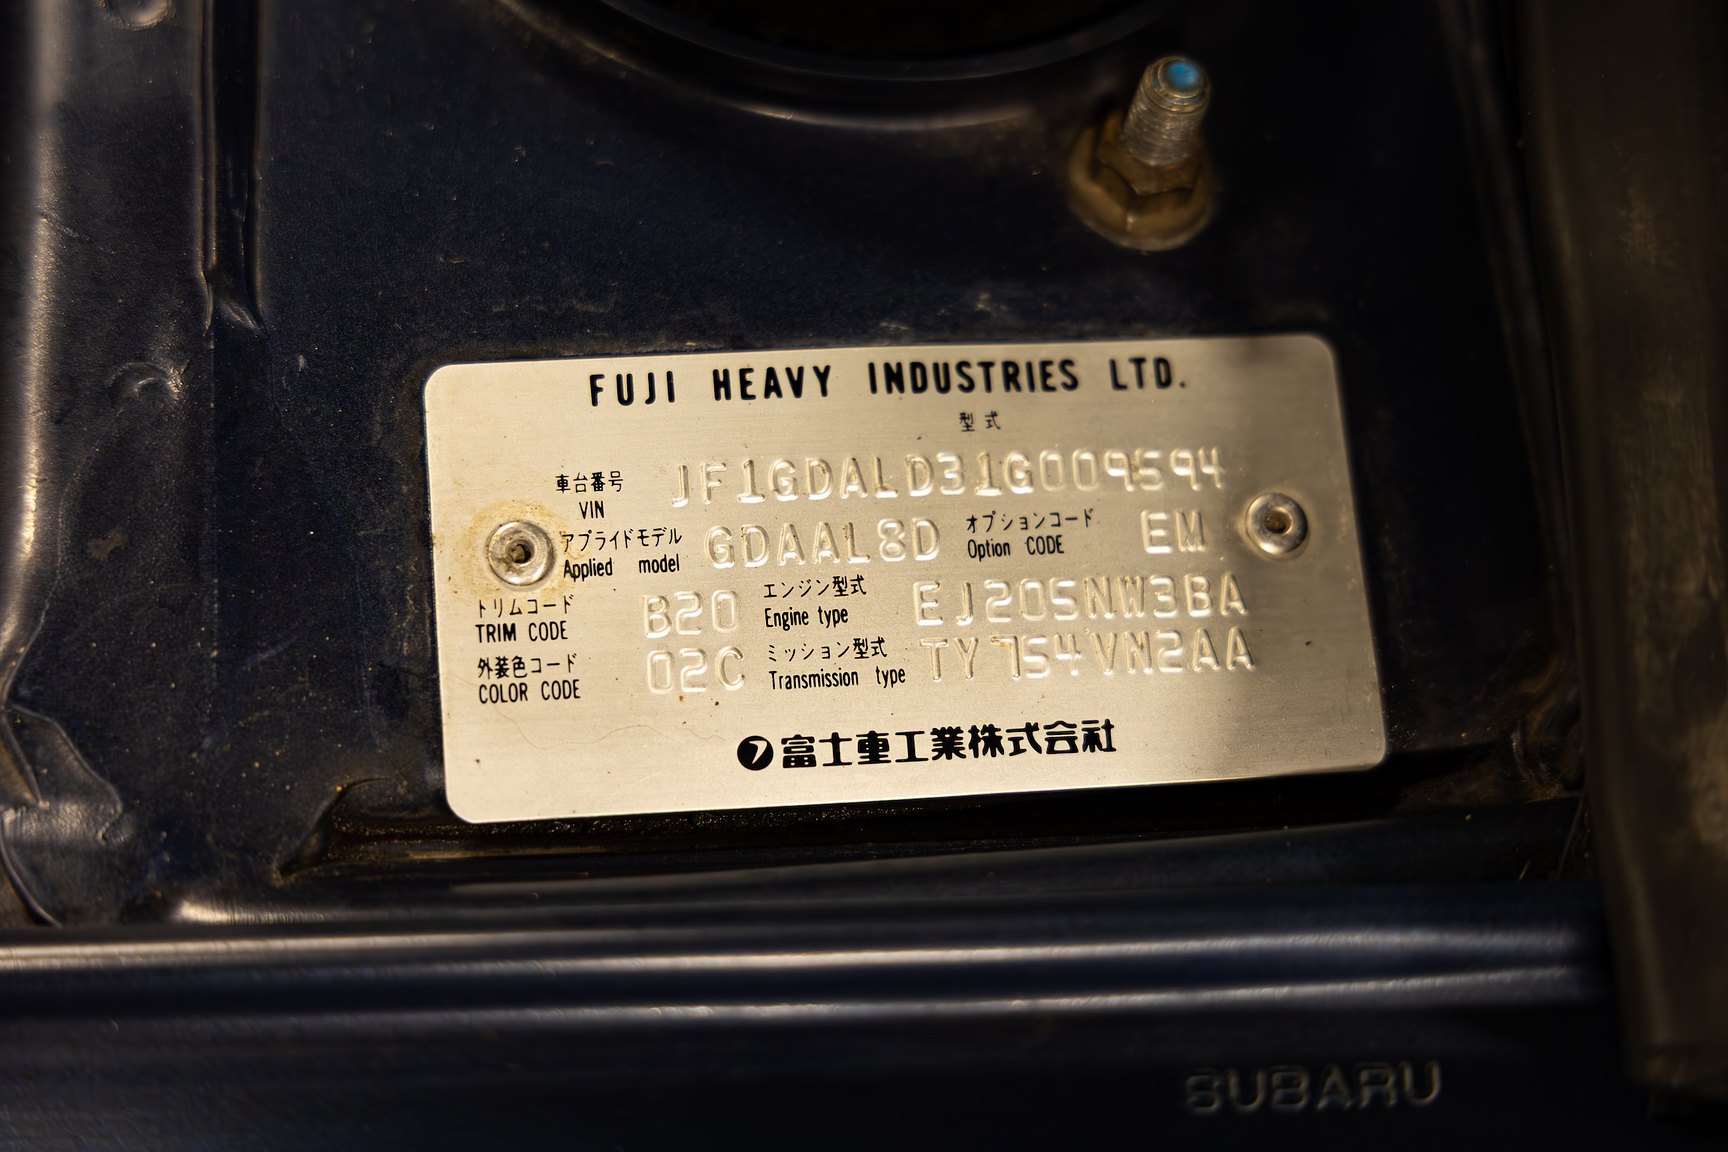 FUJI HEAVY INDUSTRIES LTD.
型式
車台番号 JF1GDALD31G009594
VIN
アプライドモデル GDAAL8D オプションコード EM
Applied model Option CODE
トリムコード B20 エンジン型式 EJ205NW3BA
TRIM CODE Engine type
外装色コード 02C ミッション型式 TY754VN2AA
COLOR CODE Transmission type
富士重工業株式会社
SUBARU